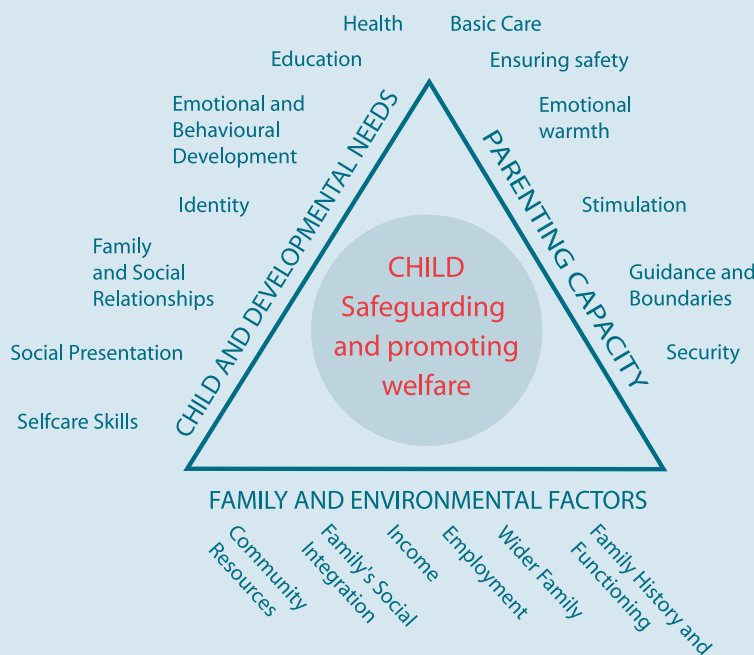 Health
Education
Emotional and
Behavioural
Development
Identity
Family
and Social
Relationships
Social Presentation
Selfcare Skills
CHILD AND DEVELOPMENTAL NEEDS
Basic Care
Ensuring safety
Emotional
warmth
Stimulation
Guidance and
Boundaries
Security
PARENTING CAPACITY
CHILD
Safeguarding
and promoting
welfare
FAMILY AND ENVIRONMENTAL FACTORS
Community
Resources
Family's Social
Integration
Income
Employment
Wider Family
Family History and
Functioning